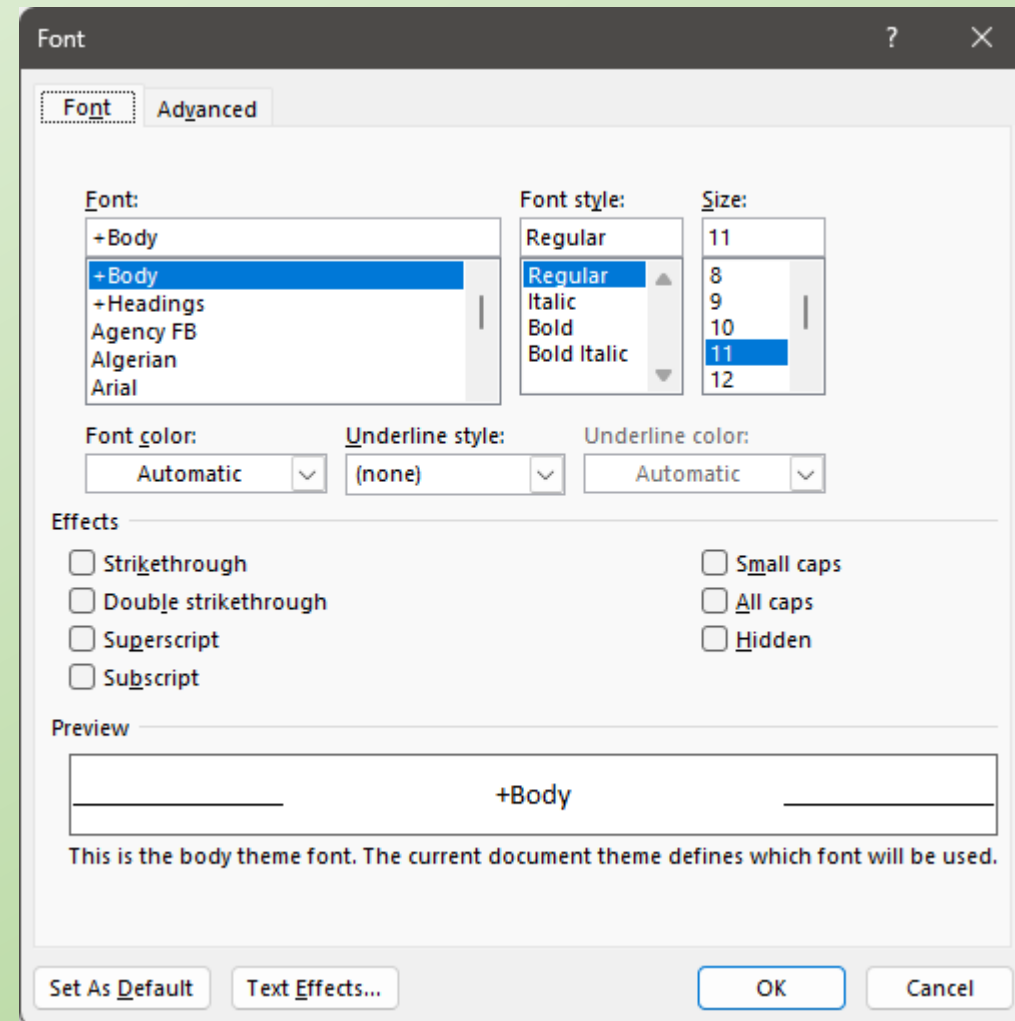 Font ?
Font Advanced
Font: Font style: Size:
+Body Regular 11
+Body Regular 8
+Headings Italic 9
Agency FB Bold 10
Algerian Bold Italic 11
Arial 12
Font color: Underline style: Underline color:
Automatic (none) Automatic
Effects
Strikethrough Small caps
Double strikethrough All caps
Superscript Hidden
Subscript
Preview
+Body
This is the body theme font. The current document theme defines which font will be used.
Set As Default Text Effects... OK Cancel